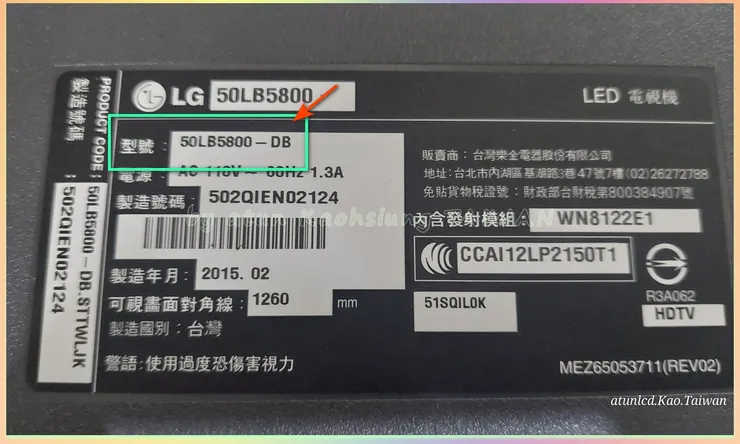 LG 50LB5800
LED 電視機
型號: 50LB5800-DB
電源 AC 110V~ 60Hz 1.3A
製造號碼: 502QIEN02124
製造年月: 2015. 02
可視畫面對角線: 1260 mm
製造國別: 台灣
警語: 使用過度恐傷害視力
販賣商: 台灣樂金電器股份有限公司
地址: 台北市內湖區基湖路3巷47號7樓 (02)26272788
免貼貨物稅證號: 財政部台財稅第800384907號
內含發射模組: WN8122E1
CCAI12LP2150T1
51SQIL0K
R3A062
HDTV
MEZ65053711(REV02)
PRODUCT CODE: 50LB5800-DB.STTWLJK
製造號碼 502QIEN02124
by atun Kaohsiung TAIWAN
atunlcd.Kao.Taiwan